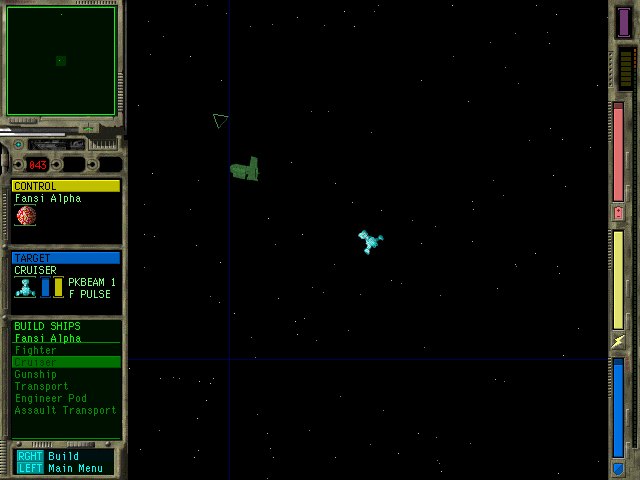 043
CONTROL
Fansi Alpha
TARGET
CRUISER
PKBEAM 1
F PULSE
BUILD SHIPS
Fansi Alpha
Fighter
Cruiser
Gunship
Transport
Engineer Pod
Assault Transport
RGHT Build
LEFT Main Menu